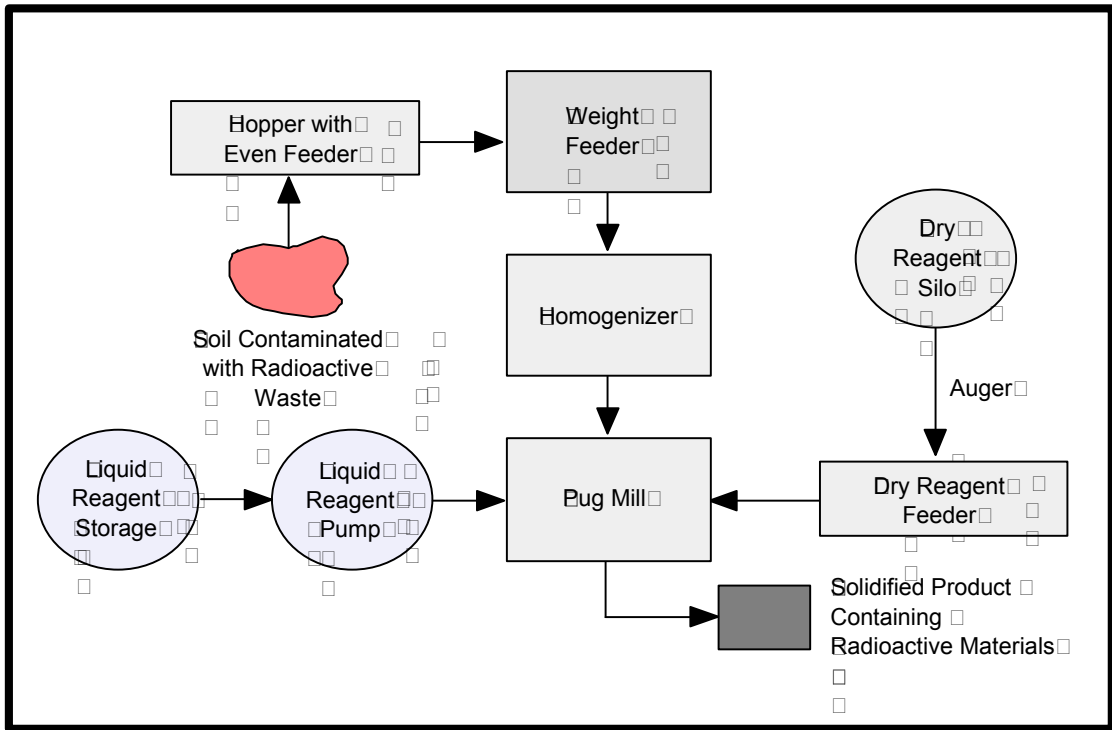 Hopper with
Even Feeder
Weight
Feeder
Dry
Reagent
Silo
Homogenizer
Soil Contaminated
with Radioactive
Waste
Auger
Liquid
Reagent
Storage
Liquid
Reagent
Pump
Pug Mill
Dry Reagent
Feeder
Solidified Product
Containing
Radioactive Materials